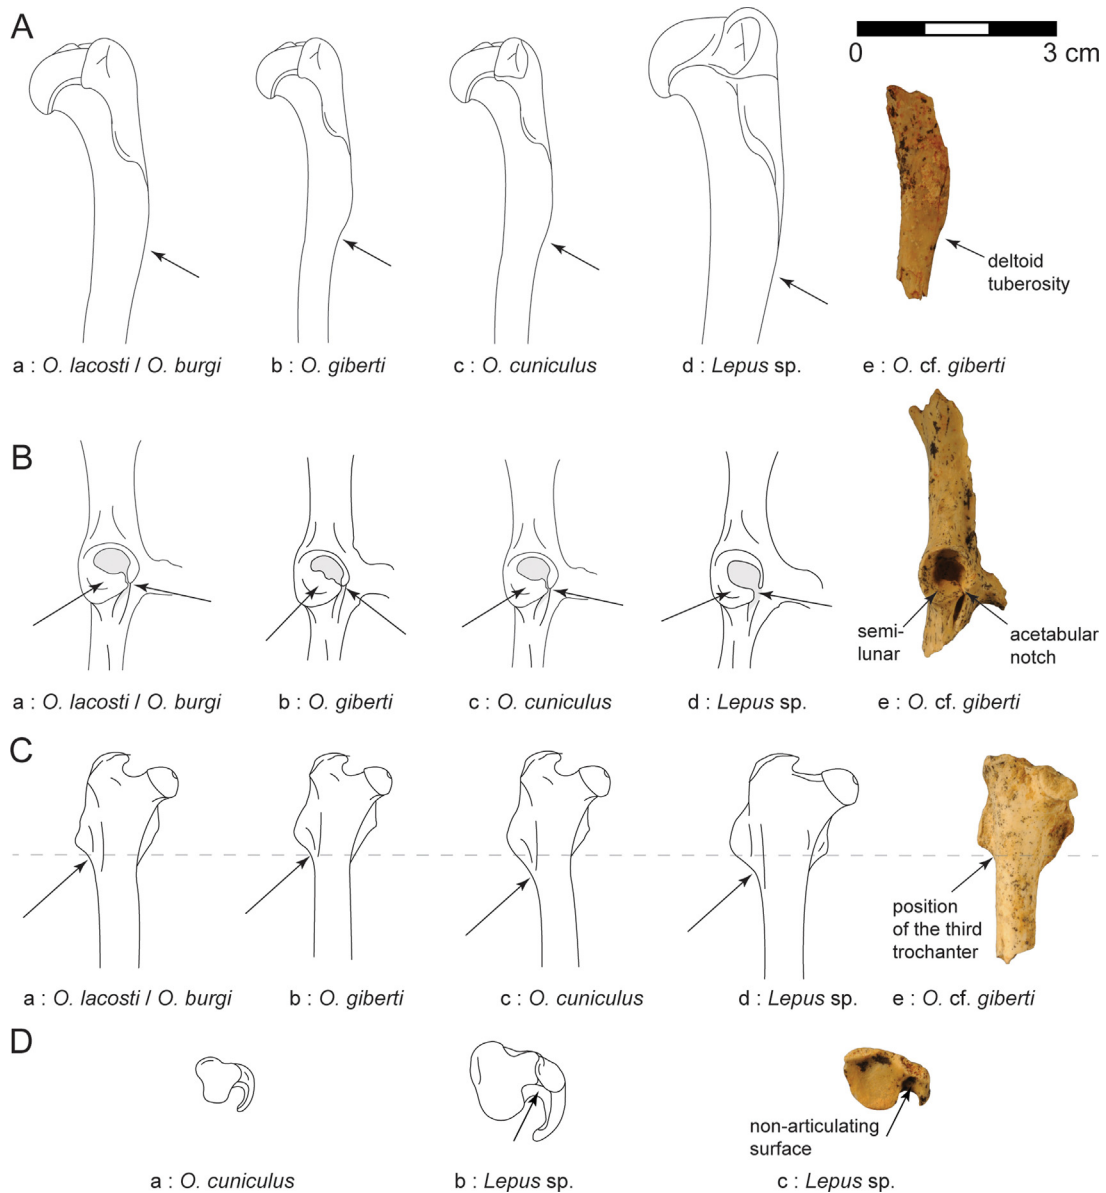 A
0 3 cm
deltoid
tuberosity
a : O. lacosti / O. burgi b : O. giberti c : O. cuniculus d : Lepus sp. e : O. cf. giberti
B
semi-
lunar
acetabular
notch
a : O. lacosti / O. burgi b : O. giberti c : O. cuniculus d : Lepus sp. e : O. cf. giberti
C
position
of the third
trochanter
a : O. lacosti / O. burgi b : O. giberti c : O. cuniculus d : Lepus sp. e : O. cf. giberti
D
non-articulating
surface
a : O. cuniculus b : Lepus sp. c : Lepus sp.